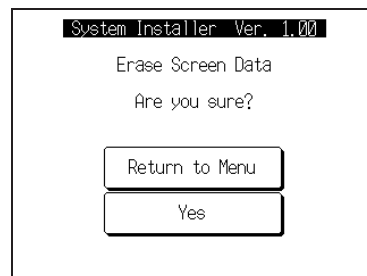 System Installer Ver. 1.00
Erase Screen Data
Are you sure?
Return to Menu
Yes